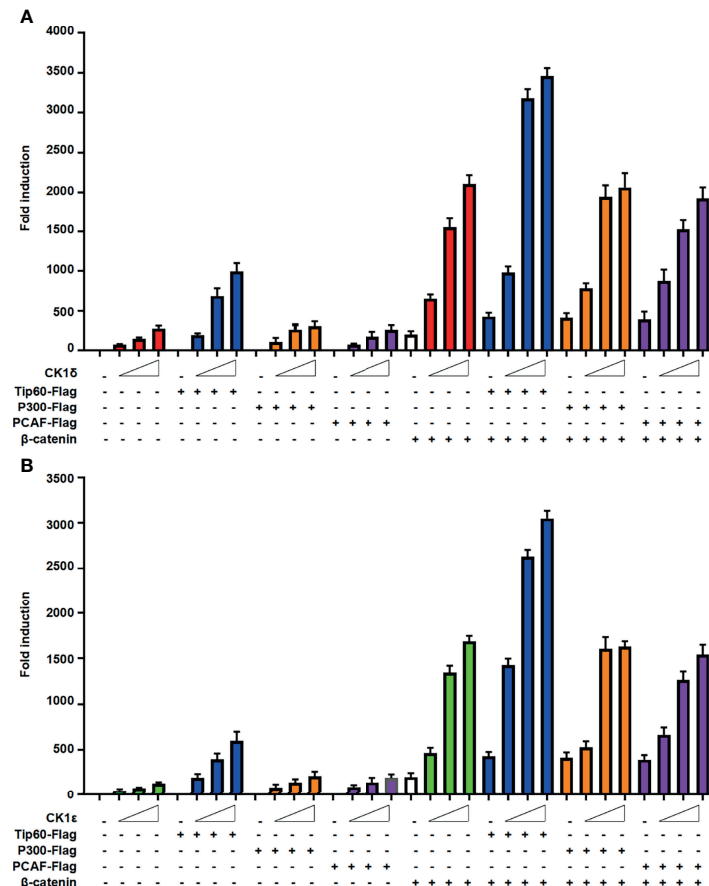 A
4000
3500
3000
2500
2000
1500
1000
500
0
Fold induction
CK1δ - - - - - - - -
Tip60-Flag - - - - + + + + - - - - - - - - - - - - + + + + - - - - - - - -
P300-Flag - - - - - - - - + + + + - - - - - - - - - - - - + + + + - - - -
PCAF-Flag - - - - - - - - - - - - + + + + - - - - - - - - - - - - + + + +
β-catenin - - - - - - - - - - - - - - - - + + + + + + + + + + + + + + + +
B
3500
3000
2500
2000
1500
1000
500
0
Fold induction
CK1ε - - - - - - - -
Tip60-Flag - - - - + + + + - - - - - - - - - - - - + + + + - - - - - - - -
P300-Flag - - - - - - - - + + + + - - - - - - - - - - - - + + + + - - - -
PCAF-Flag - - - - - - - - - - - - + + + + - - - - - - - - - - - - + + + +
β-catenin - - - - - - - - - - - - - - - - + + + + + + + + + + + + + + + +